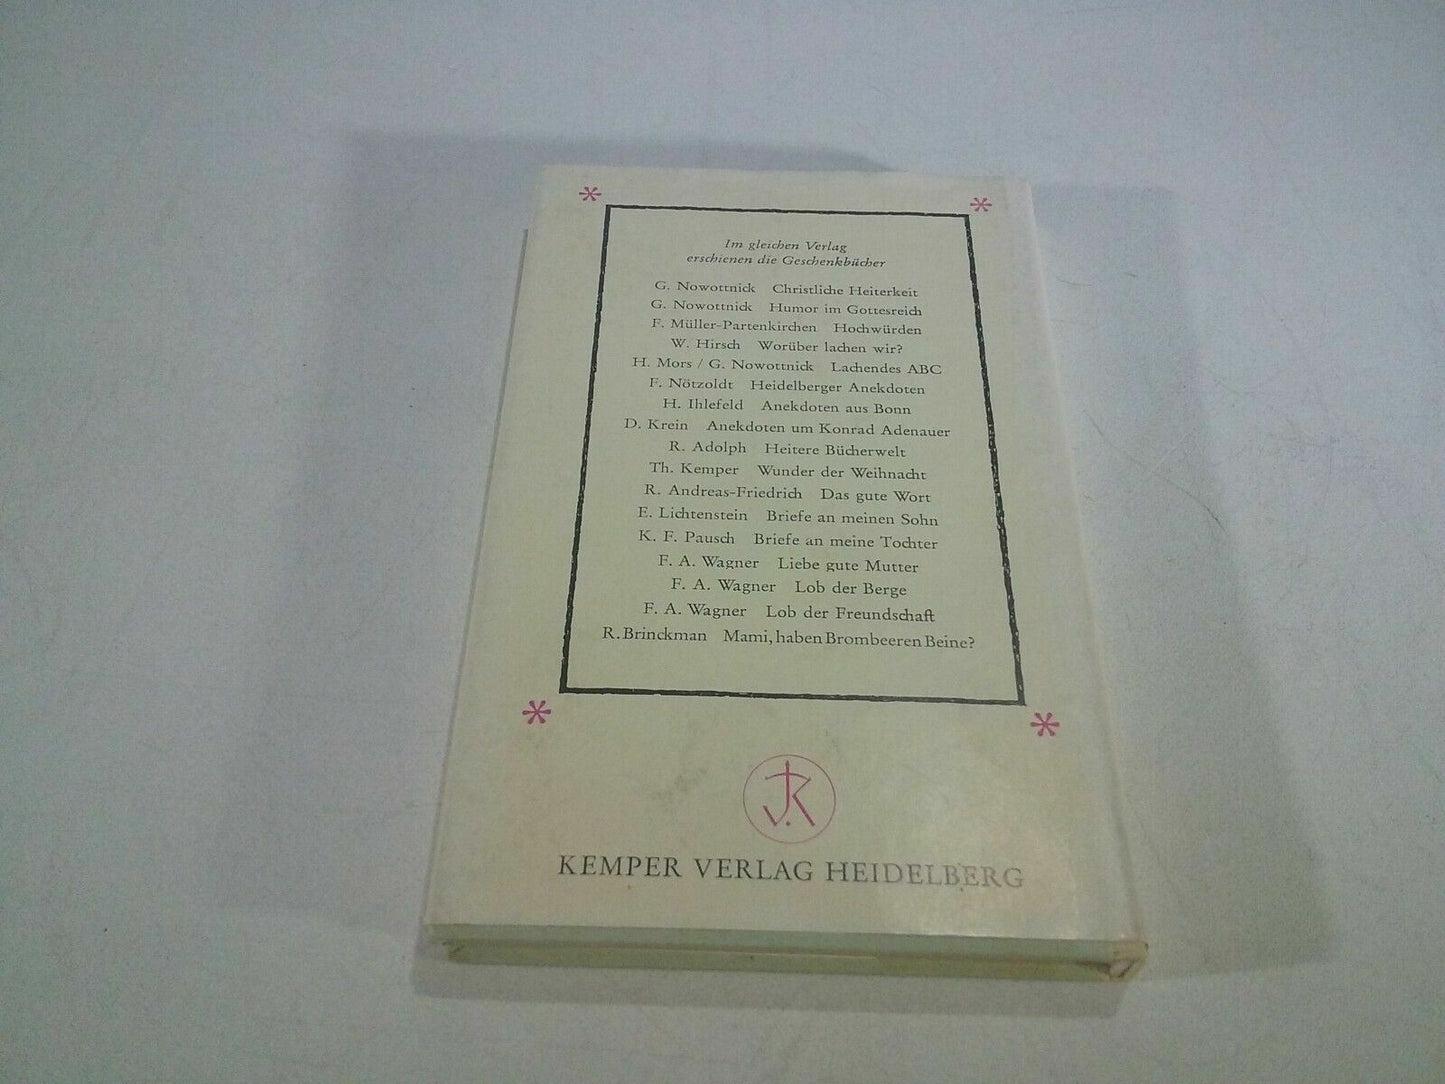 Im gleichen Verlag
erschienen die Geschenkbücher
G. Nowottnick Christliche Heiterkeit
G. Nowottnick Humor im Gottesreich
F. Müller-Partenkirchen Hochwürden
W. Hirsch Worüber lachen wir?
H. Mors / G. Nowottnick Lachendes ABC
F. Nötzoldt Heidelberger Anekdoten
H. Ihlefeld Anekdoten aus Bonn
D. Krein Anekdoten um Konrad Adenauer
R. Adolph Heitere Bücherwelt
Th. Kemper Wunder der Weihnacht
R. Andreas-Friedrich Das gute Wort
E. Lichtenstein Briefe an meinen Sohn
K. F. Pausch Briefe an meine Tochter
F. A. Wagner Liebe gute Mutter
F. A. Wagner Lob der Berge
F. A. Wagner Lob der Freundschaft
R. Brinckman Mami, haben Brombeeren Beine?
JK
KEMPER VERLAG HEIDELBERG